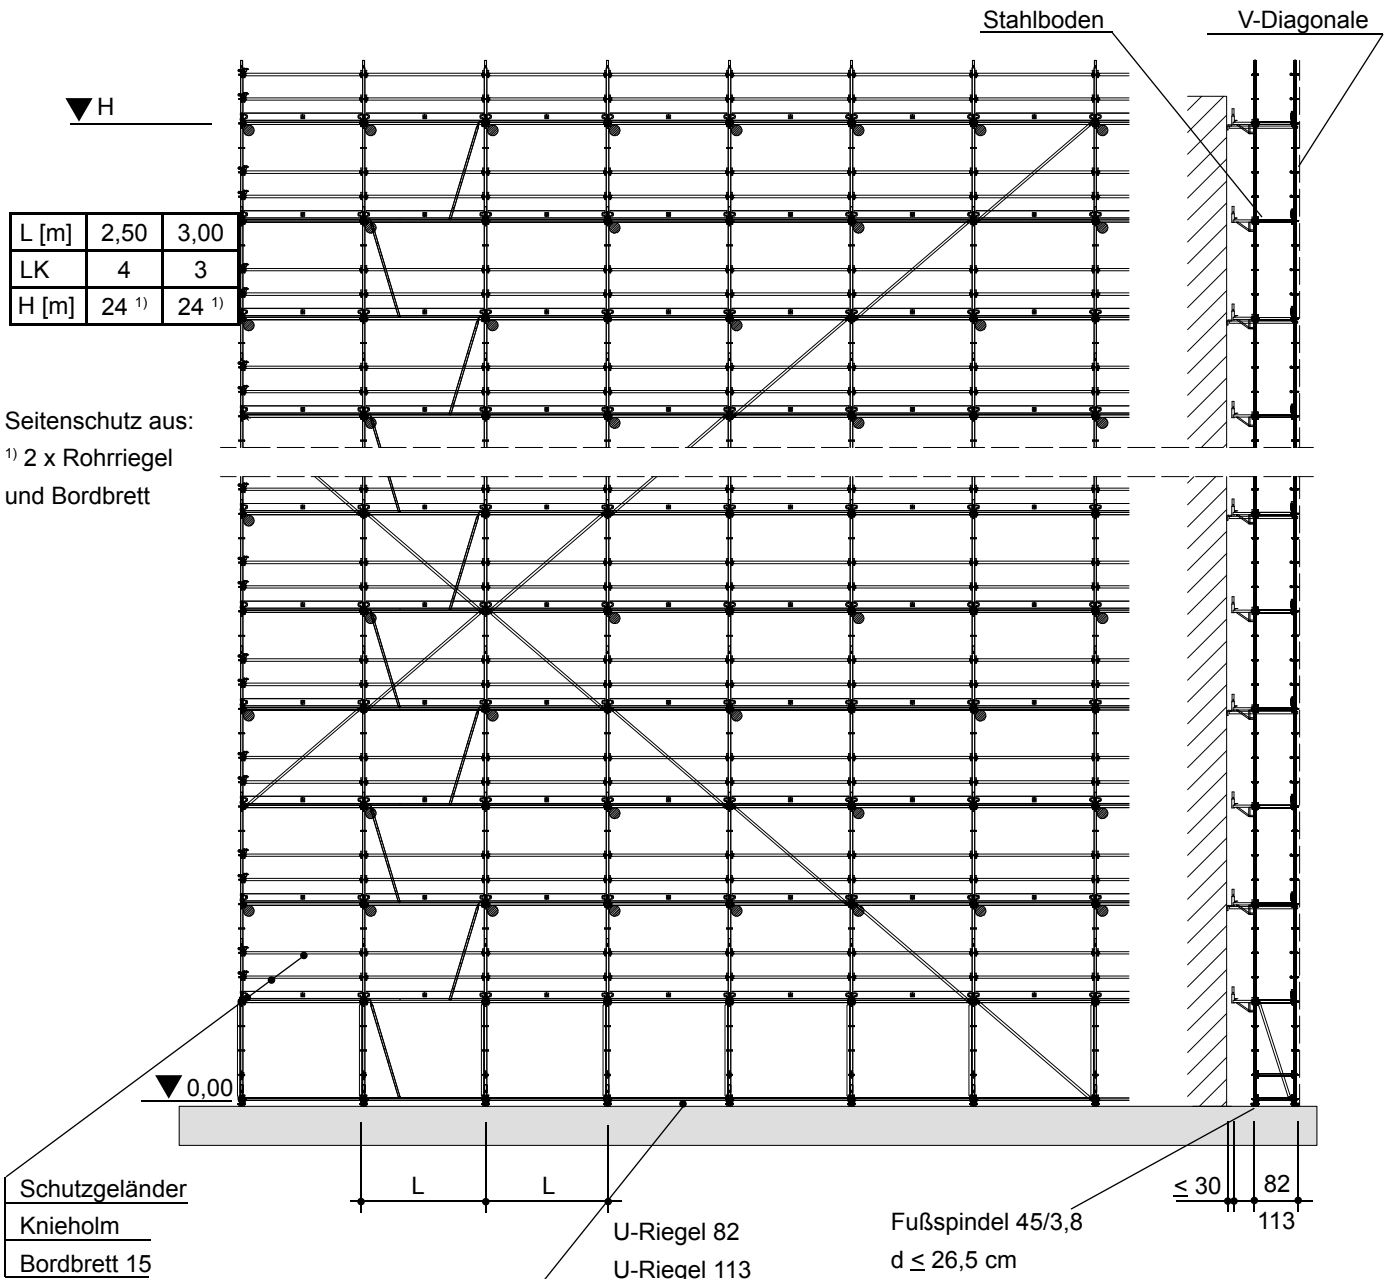 Stahlboden
V-Diagonale
H
L [m] 2,50 3,00
LK 4 3
H [m] 24 1) 24 1)
Seitenschutz aus:
1) 2 x Rohrriegel
und Bordbrett
0,00
Schutzgeländer
Knieholm
Bordbrett 15
L L
U-Riegel 82
U-Riegel 113
Fußspindel 45/3,8
d ≤ 26,5 cm
≤ 30 82
113